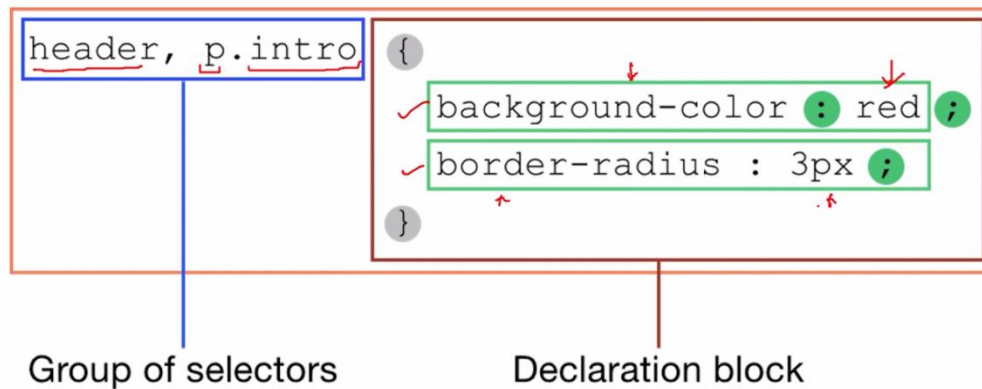 header, p.intro
{
background-color : red ;
border-radius : 3px ;
}
Group of selectors
Declaration block